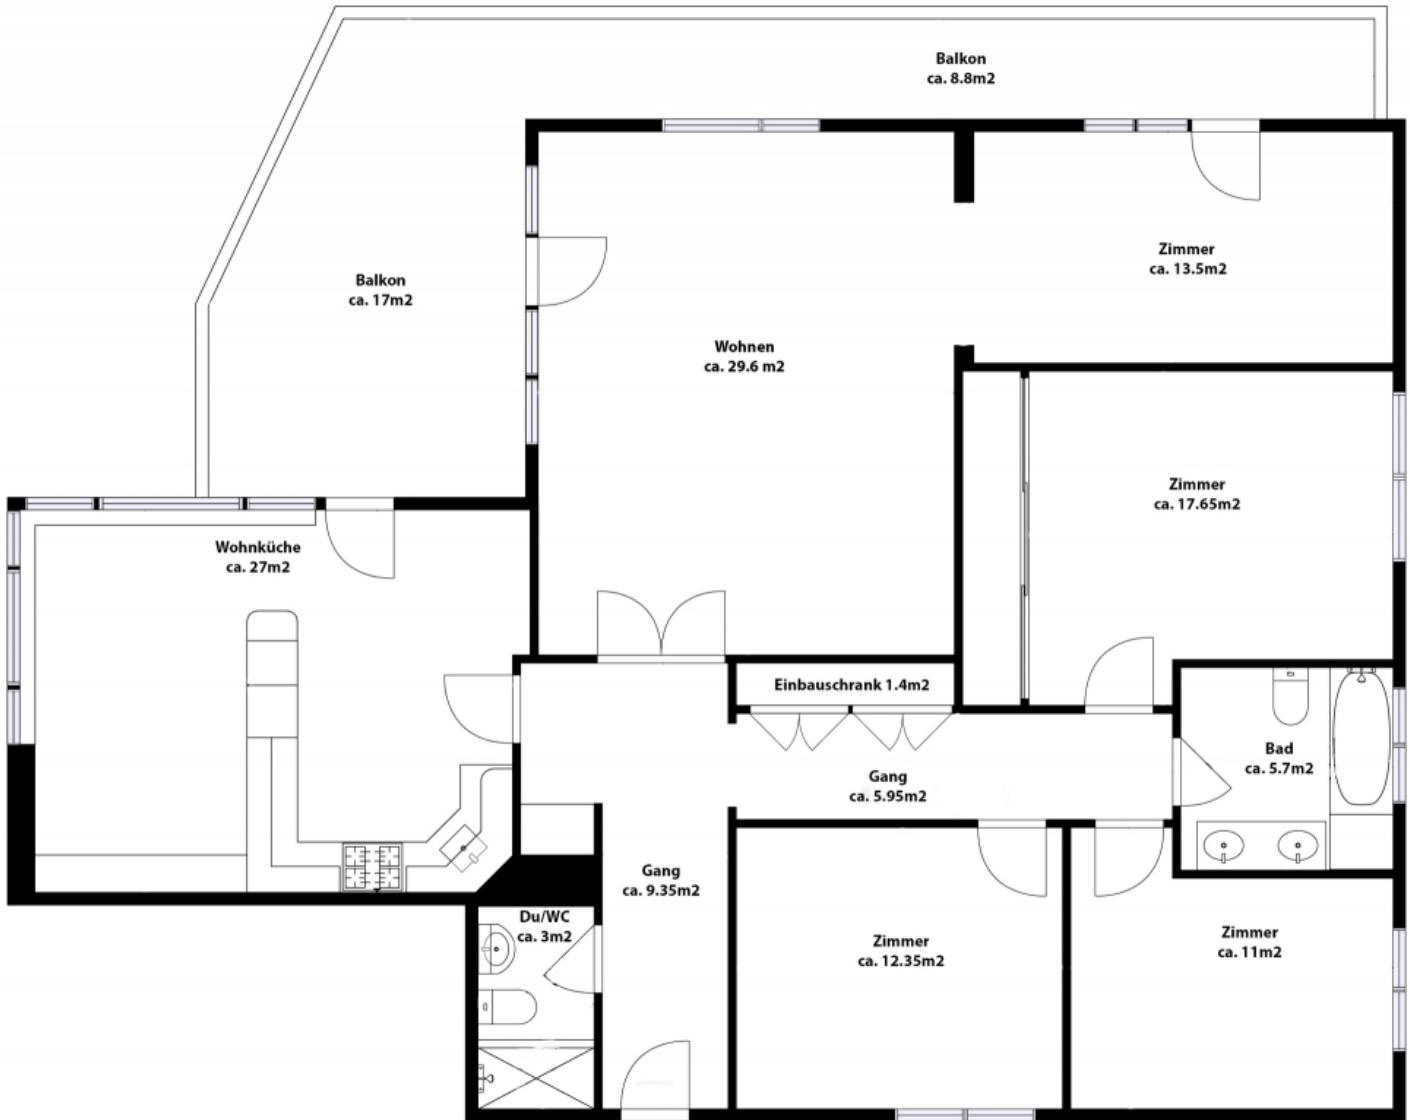 Balkon
ca. 8.8m2
Balkon
ca. 17m2
Zimmer
ca. 13.5m2
Wohnen
ca. 29.6 m2
Zimmer
ca. 17.65m2
Wohnküche
ca. 27m2
Einbauschrank 1.4m2
Bad
ca. 5.7m2
Gang
ca. 5.95m2
Gang
ca. 9.35m2
Du/WC
ca. 3m2
Zimmer
ca. 12.35m2
Zimmer
ca. 11m2